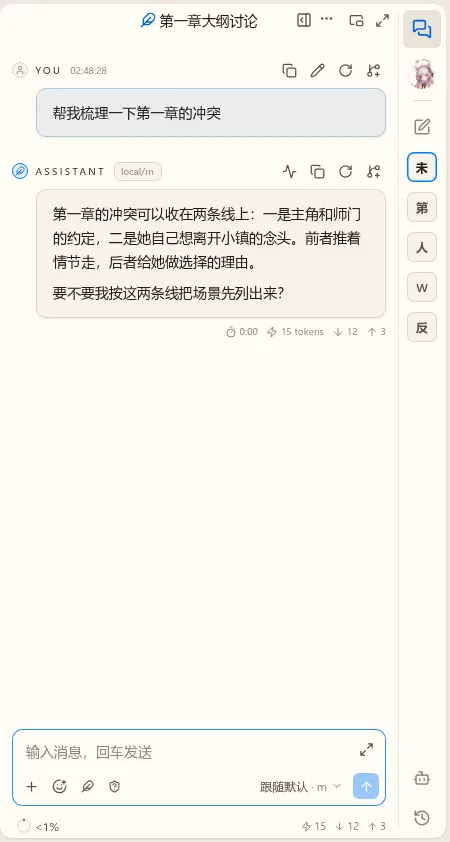 第一章大纲讨论
YOU 02:48:28
帮我梳理一下第一章的冲突
ASSISTANT local/m
第一章的冲突可以收在两条线上：一是主角和师门
的约定，二是她自己想离开小镇的念头。前者推着
情节走，后者给她做选择的理由。
要不要我按这两条线把场景先列出来？
0:00 15 tokens 12 3
未
第
人
W
反
输入消息，回车发送
跟随默认 · m
<1% 15 12 3